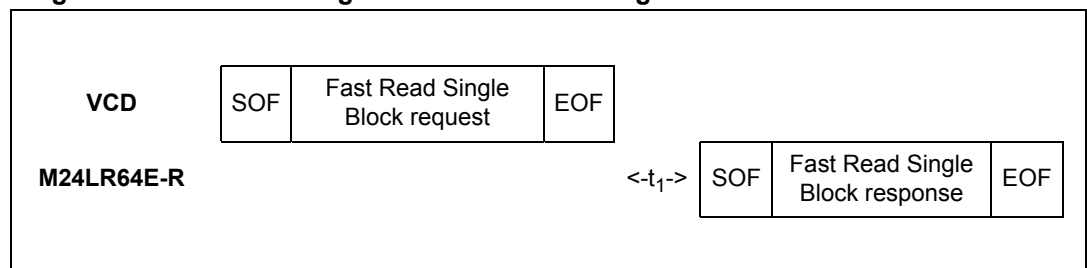 VCD SOF Fast Read Single Block request EOF
M24LR64E-R <-t1-> SOF Fast Read Single Block response EOF